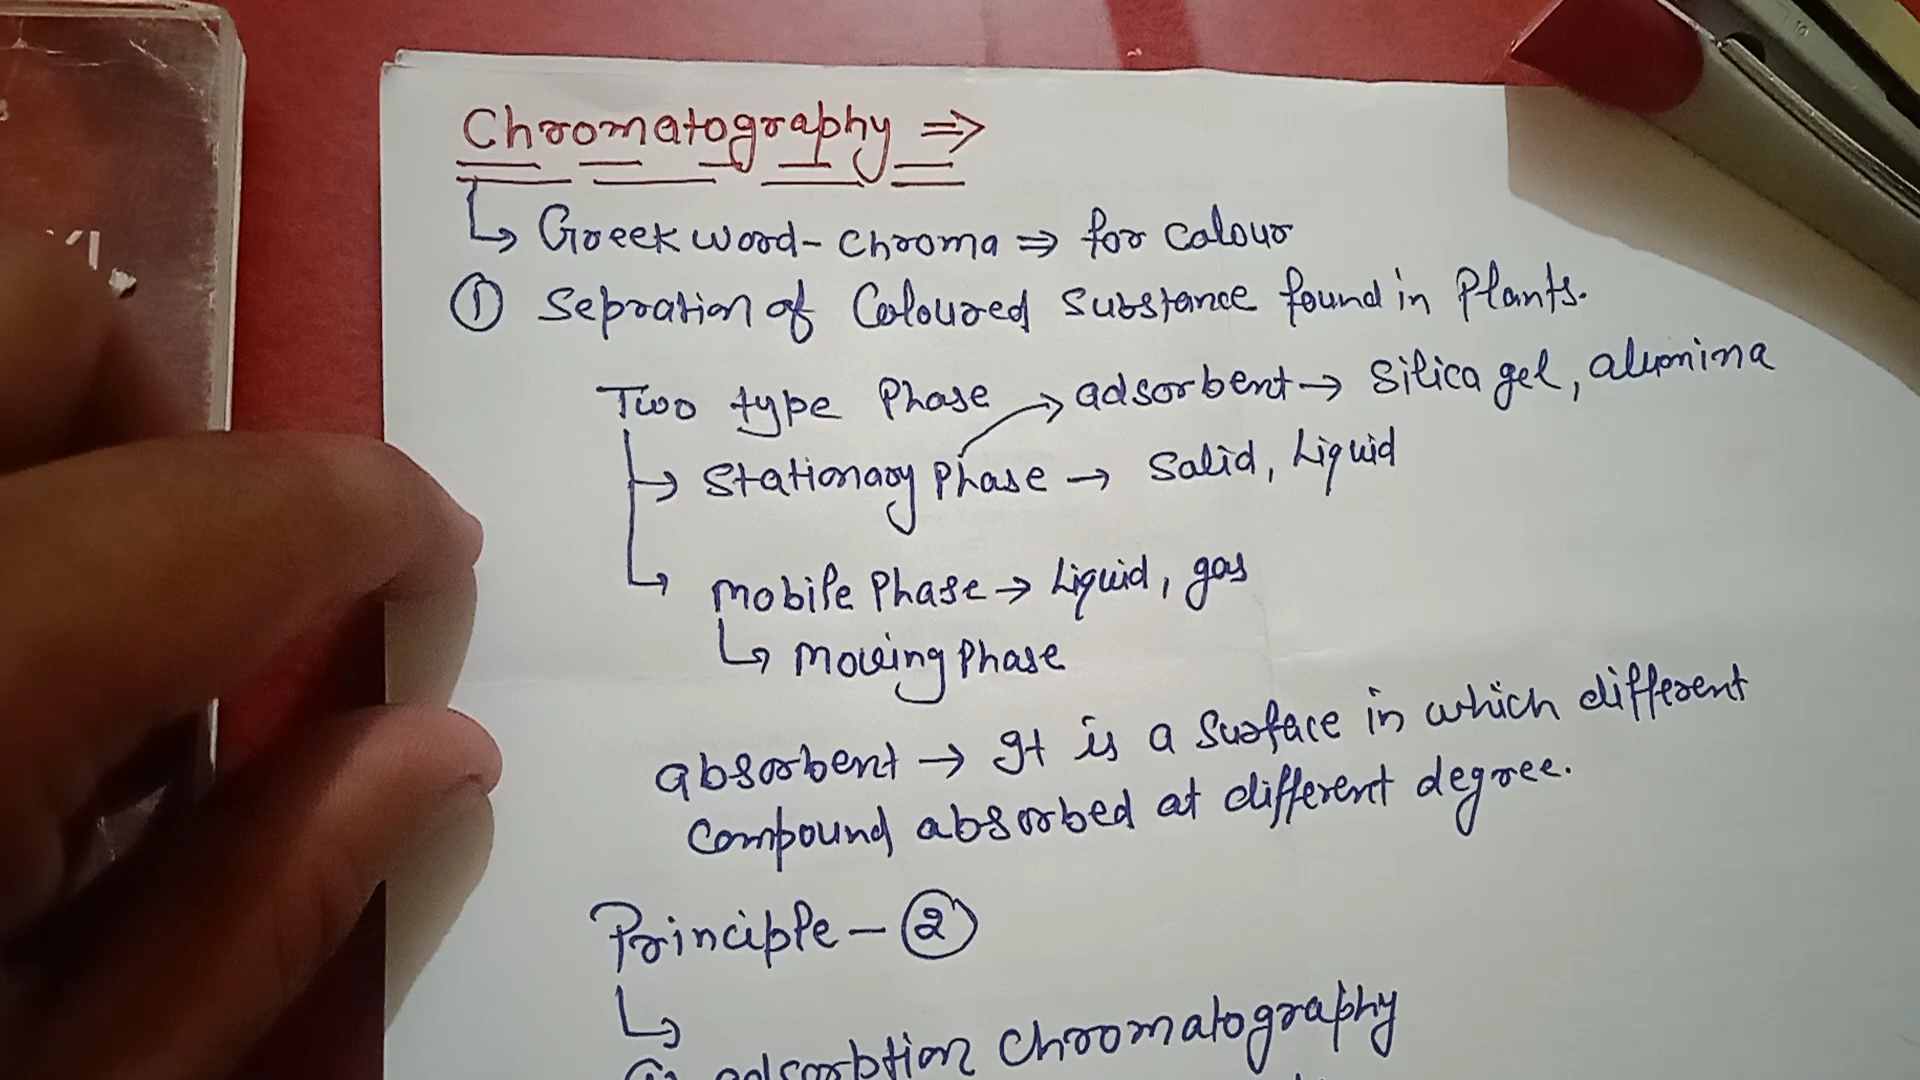 Chromatography ⇒
↳ Greek word - chroma ⇒ for calour
① Sepration of Coloured Substance found in Plants.
Two type Phase → adsorbent → Silica gel, alumina
→ Stationary Phase → Salid, Liquid
↳ Mobile Phase → Liquid, gas
↳ Moving Phase
absorbent → It is a Surface in which different
Compound absorbed at different degree.
Principle - ②
↳
adsorbtion Chromatography